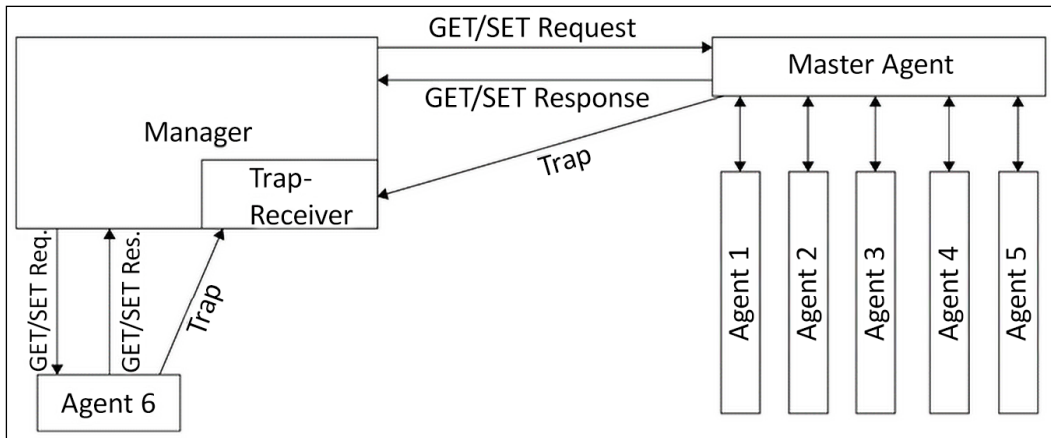 GET/SET Request
Master Agent
GET/SET Response
Manager
Trap
Trap-
Receiver
GET/SET Req.
GET/SET Res.
Trap
Agent 1
Agent 2
Agent 3
Agent 4
Agent 5
Agent 6